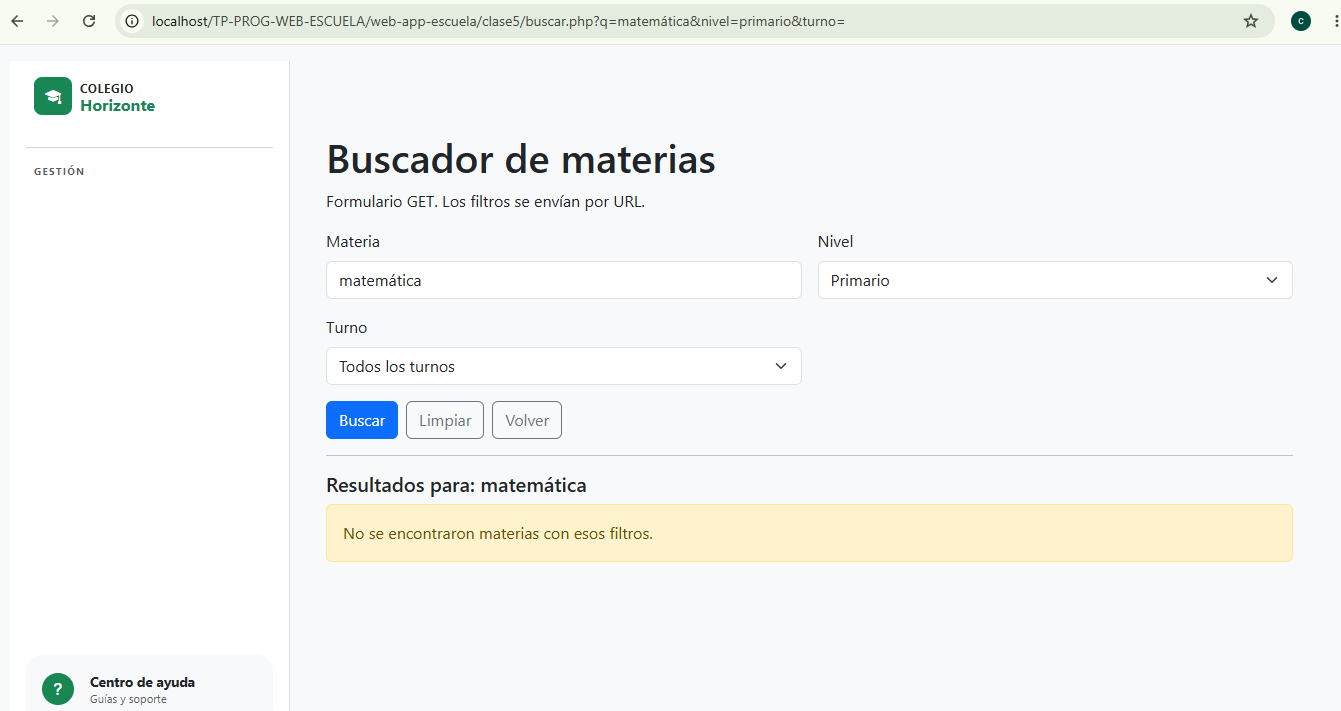 localhost/TP-PROG-WEB-ESCUELA/web-app-escuela/clase5/buscar.php?q=matemática&nivel=primario&turno=
c
COLEGIO
Horizonte
GESTIÓN
Buscador de materias
Formulario GET. Los filtros se envían por URL.
Materia
Nivel
matemática
Primario
Turno
Todos los turnos
Buscar
Limpiar
Volver
Resultados para: matemática
No se encontraron materias con esos filtros.
?
Centro de ayuda
Guías y soporte